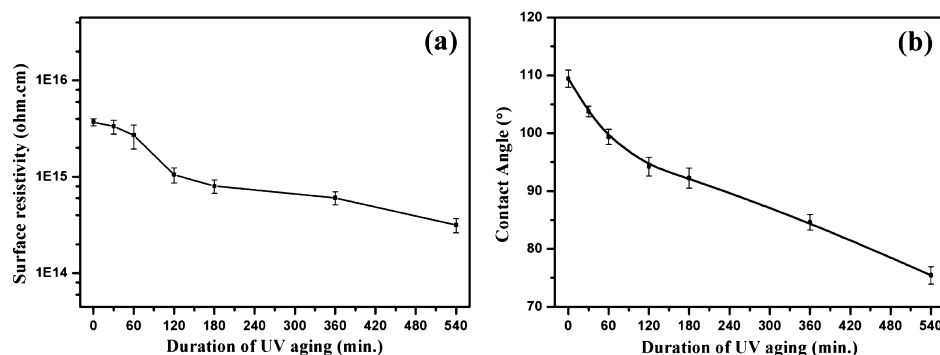 (a)
Surface resistivity (ohm.cm)
1E16
1E15
1E14
0 60 120 180 240 300 360 420 480 540
Duration of UV aging (min.)
(b)
Contact Angle (°)
120
110
100
90
80
70
0 60 120 180 240 300 360 420 480 540
Duration of UV aging (min.)